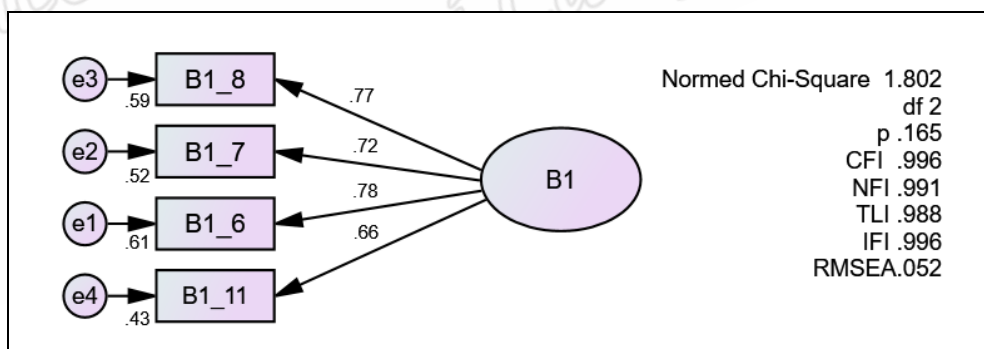 e3
B1_8
.59
.77
e2
B1_7
.52
.72
e1
B1_6
.61
.78
e4
B1_11
.43
.66
B1
Normed Chi-Square 1.802
df 2
p .165
CFI .996
NFI .991
TLI .988
IFI .996
RMSEA.052